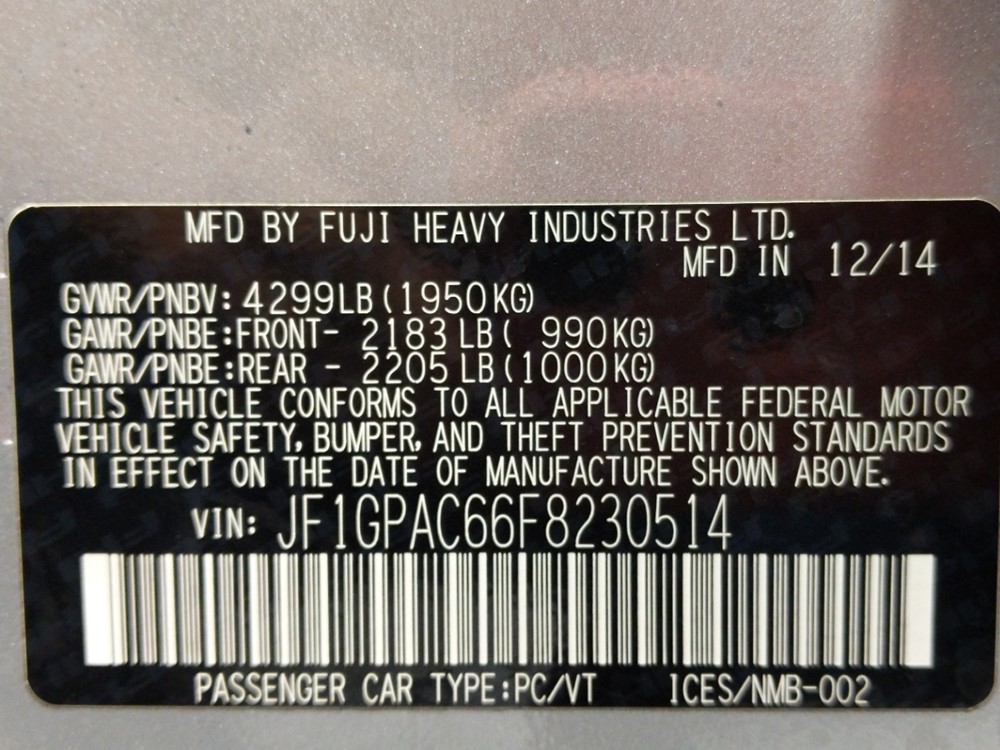 MFD BY FUJI HEAVY INDUSTRIES LTD.
MFD IN 12/14
GVWR/PNBV: 4299LB (1950KG)
GAWR/PNBE:FRONT- 2183 LB ( 990KG)
GAWR/PNBE:REAR - 2205 LB (1000KG)
THIS VEHICLE CONFORMS TO ALL APPLICABLE FEDERAL MOTOR
VEHICLE SAFETY, BUMPER, AND THEFT PREVENTION STANDARDS
IN EFFECT ON THE DATE OF MANUFACTURE SHOWN ABOVE.
VIN: JF1GPAC66F8230514
PASSENGER CAR TYPE:PC/VT ICES/NMB-002